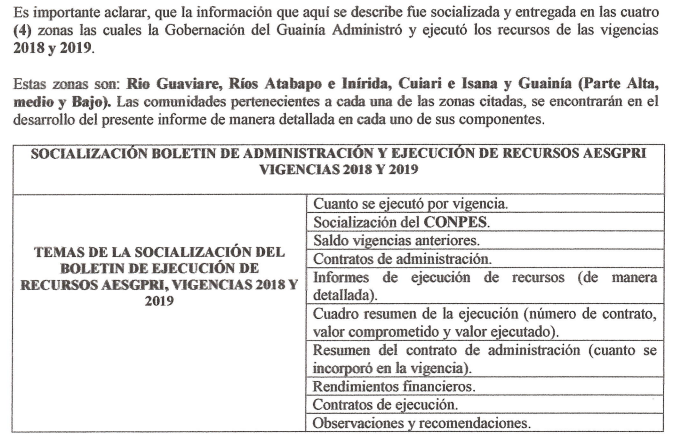 Es importante aclarar, que la información que aquí se describe fue socializada y entregada en las cuatro
(4) zonas las cuales la Gobernación del Guainía Administró y ejecutó los recursos de las vigencias
2018 y 2019.
Estas zonas son: Rio Guaviare, Ríos Atabapo e Inírida, Cuiari e Isana y Guainía (Parte Alta,
medio y Bajo). Las comunidades pertenecientes a cada una de las zonas citadas, se encontrarán en el
desarrollo del presente informe de manera detallada en cada uno de sus componentes.
SOCIALIZACIÓN BOLETIN DE ADMINISTRACIÓN Y EJECUCIÓN DE RECURSOS AESGPRI
VIGENCIAS 2018 Y 2019
TEMAS DE LA SOCIALIZACIÓN DEL
BOLETIN DE EJECUCIÓN DE
RECURSOS AESGPRI, VIGENCIAS 2018 Y
2019
Cuanto se ejecutó por vigencia.
Socialización del CONPES.
Saldo vigencias anteriores.
Contratos de administración.
Informes de ejecución de recursos (de manera
detallada).
Cuadro resumen de la ejecución (número de contrato,
valor comprometido y valor ejecutado).
Resumen del contrato de administración (cuanto se
incorporó en la vigencia).
Rendimientos financieros.
Contratos de ejecución.
Observaciones y recomendaciones.